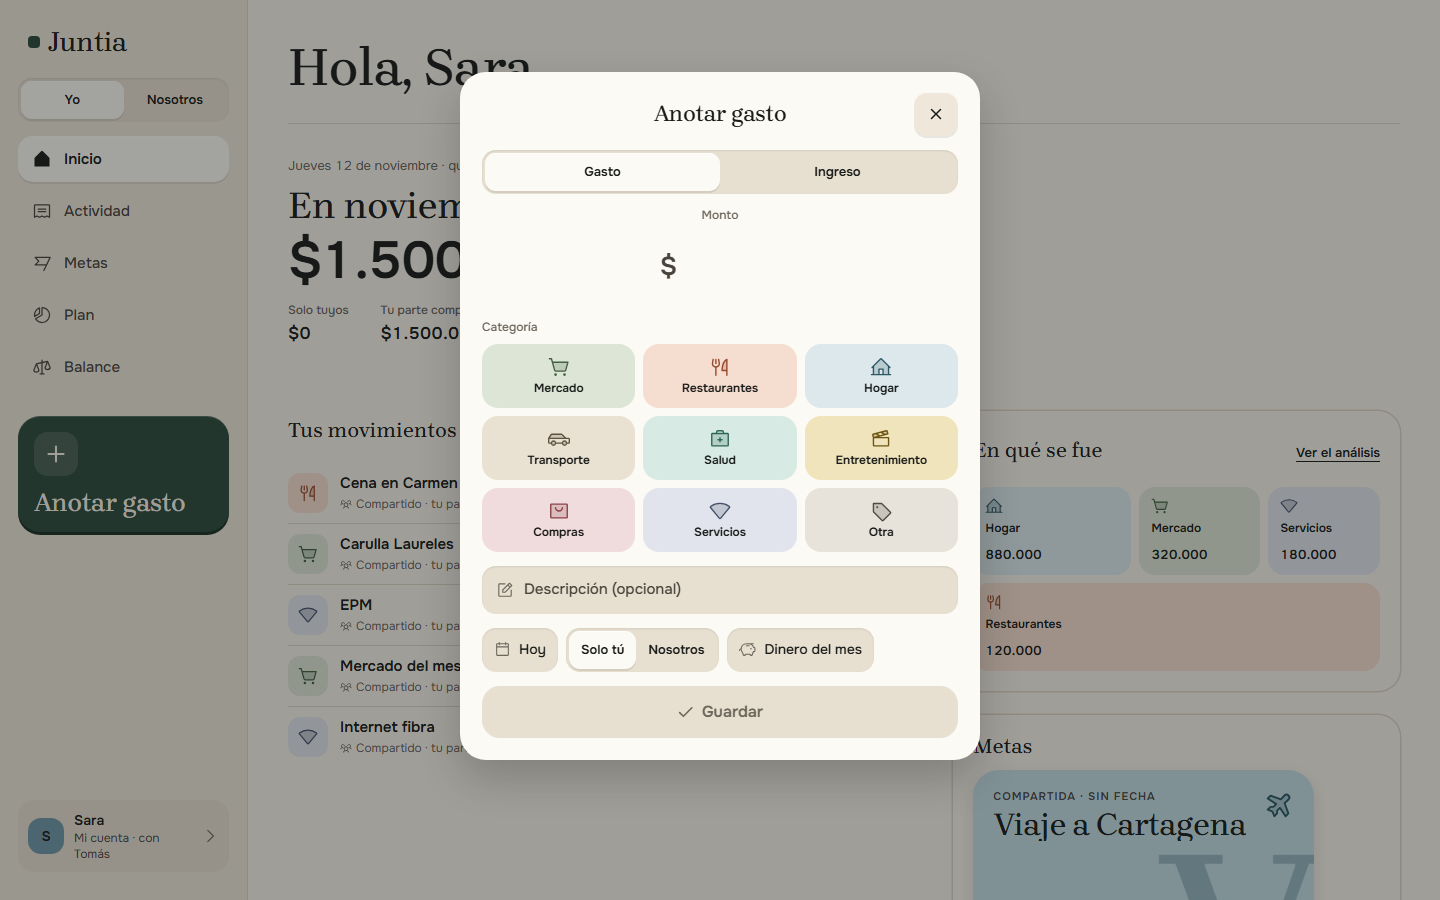 Juntia
Yo
Nosotros
Inicio
Actividad
Metas
Plan
Balance
Anotar gasto
S
Sara
Mi cuenta · con
Tomás
Hola, Sara
Jueves 12 de noviembre · qu
En noviem
$1.500
Solo tuyos
$0
Tu parte comp
$1.500.0
Tus movimientos
Cena en Carmen
Compartido · tu pa
Carulla Laureles
Compartido · tu pa
EPM
Compartido · tu pa
Mercado del mes
Compartido · tu pa
Internet fibra
Compartido · tu par
Anotar gasto
Gasto
Ingreso
Monto
$
Categoría
Mercado
Restaurantes
Hogar
Transporte
Salud
Entretenimiento
Compras
Servicios
Otra
Descripción (opcional)
Hoy
Solo tú
Nosotros
Dinero del mes
Guardar
En qué se fue
Ver el análisis
Hogar
880.000
Mercado
320.000
Servicios
180.000
Restaurantes
120.000
Metas
COMPARTIDA · SIN FECHA
Viaje a Cartagena